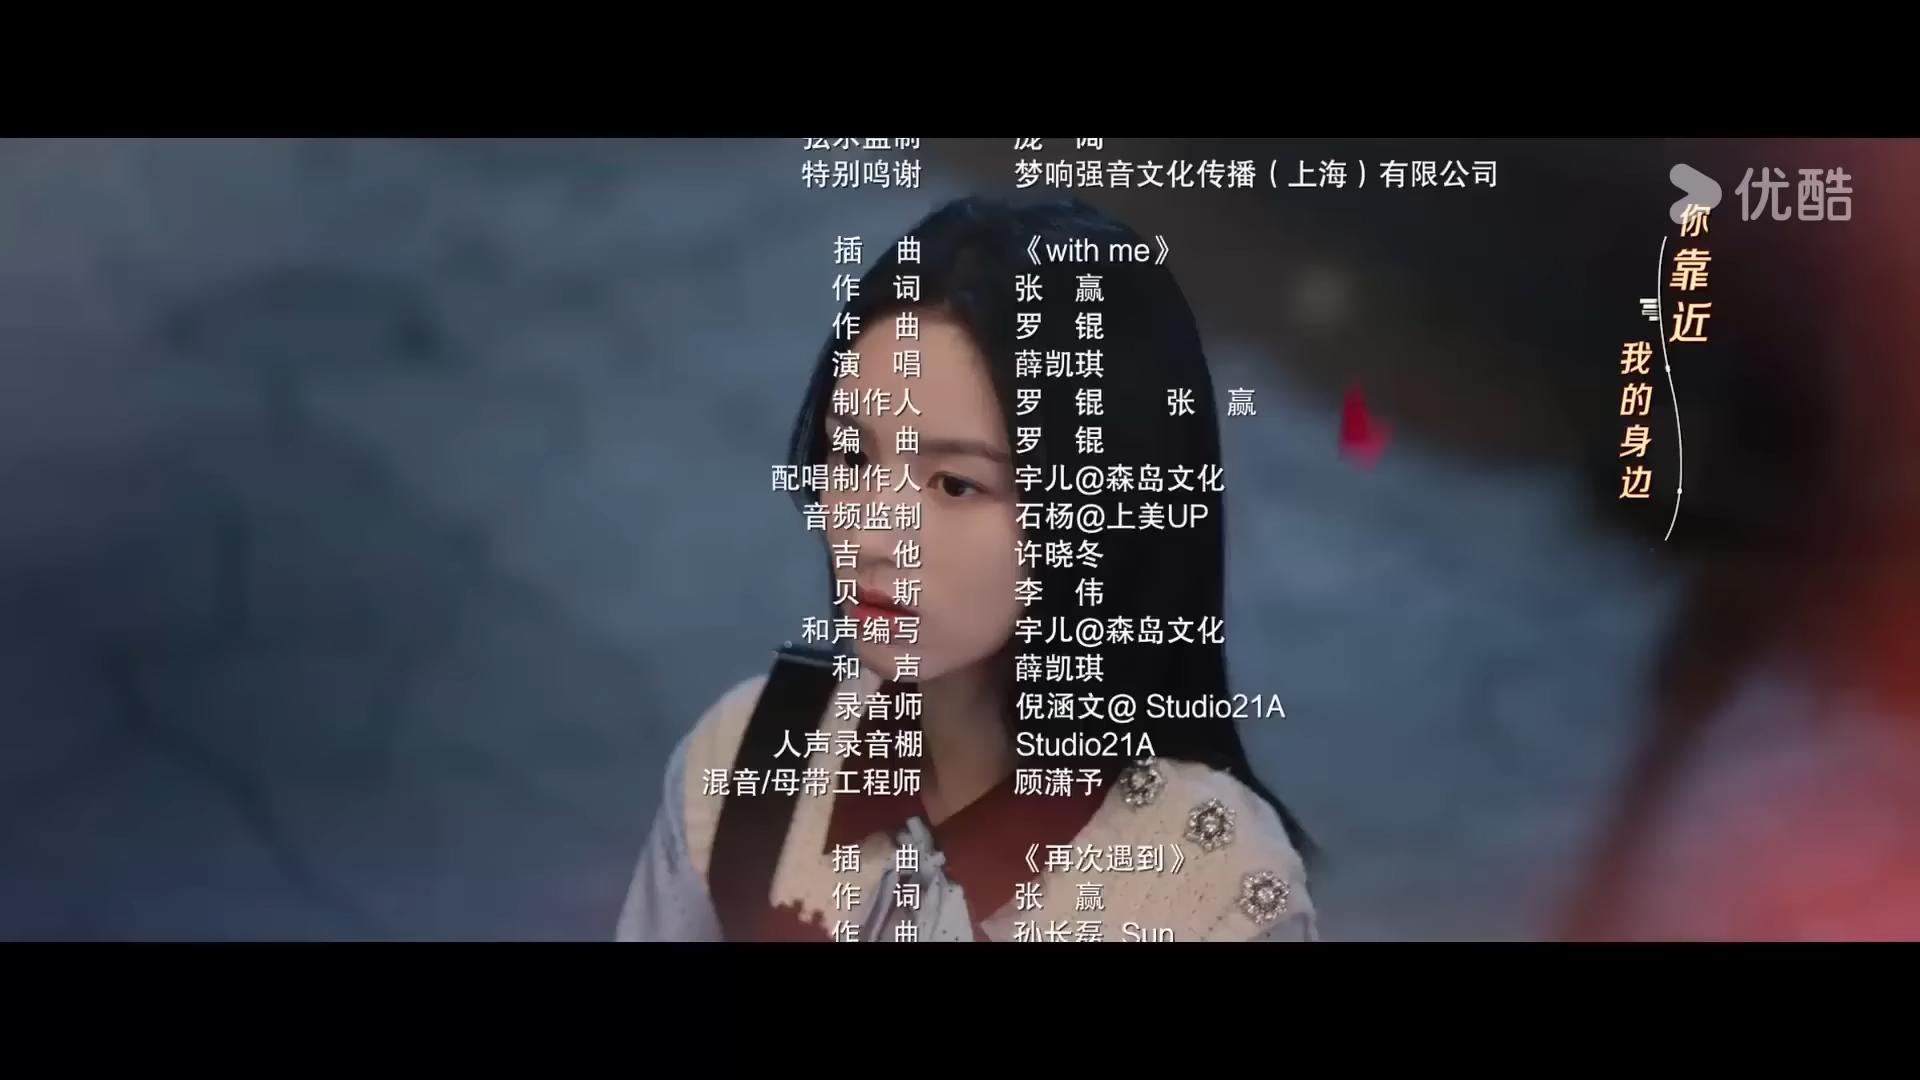 特别鸣谢 梦响强音文化传播（上海）有限公司
插 曲 《with me》
作 词 张 赢
作 曲 罗 锟
演 唱 薛凯琪
制作人 罗 锟 张 赢
编 曲 罗 锟
配唱制作人 宇儿@森岛文化
音频监制 石杨@上美UP
吉 他 许晓冬
贝 斯 李 伟
和声编写 宇儿@森岛文化
和 声 薛凯琪
录音师 倪涵文@ Studio21A
人声录音棚 Studio21A
混音/母带工程师 顾潇予
插 曲 《再次遇到》
作 词 张 赢
作 曲 孙长磊 Sun
优酷
你靠近
我的身边